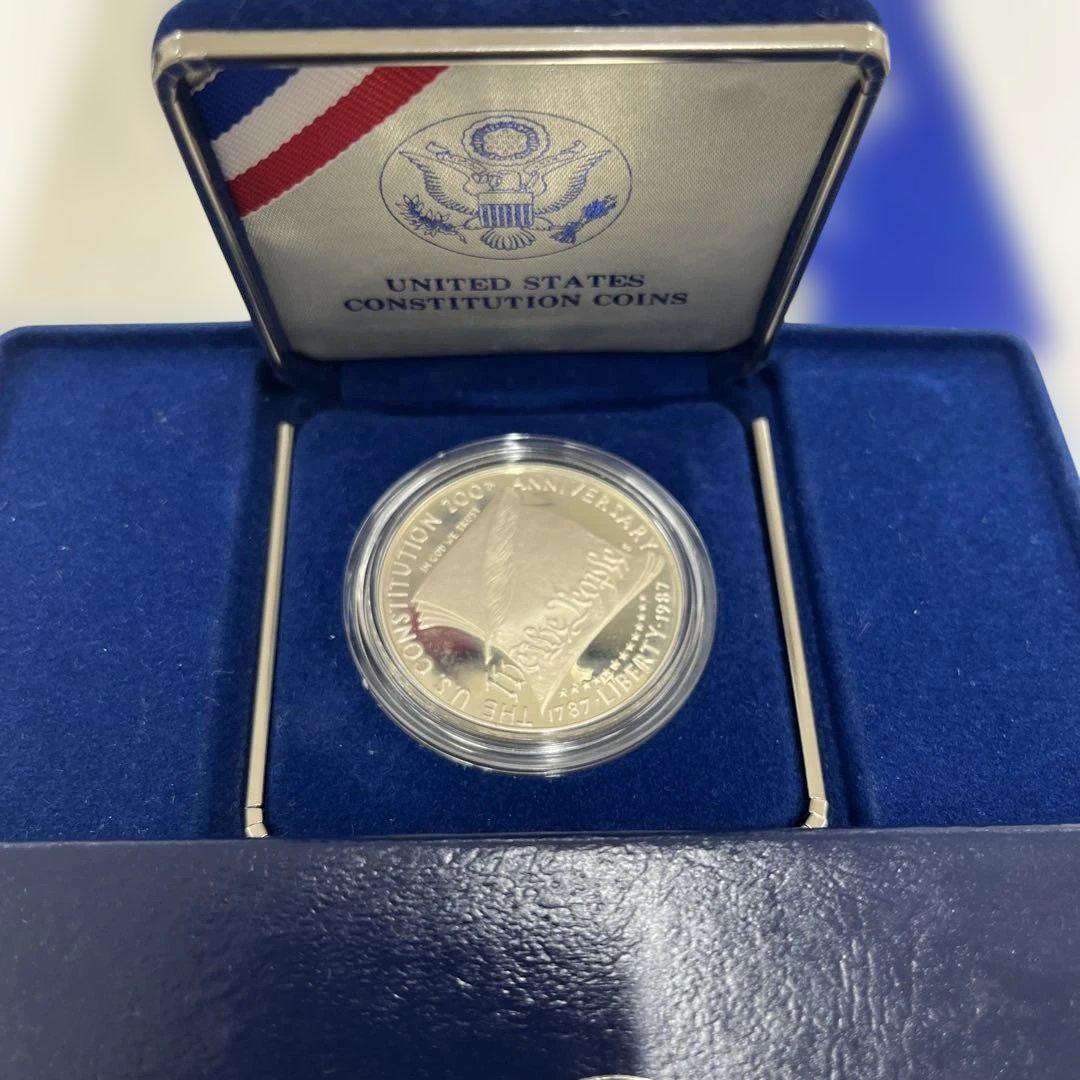 UNITED STATES
CONSTITUTION COINS
THE U.S. CONSTITUTION 200TH ANNIVERSARY
IN GOD WE TRUST
S
We the People
1787·LIBERTY·1987